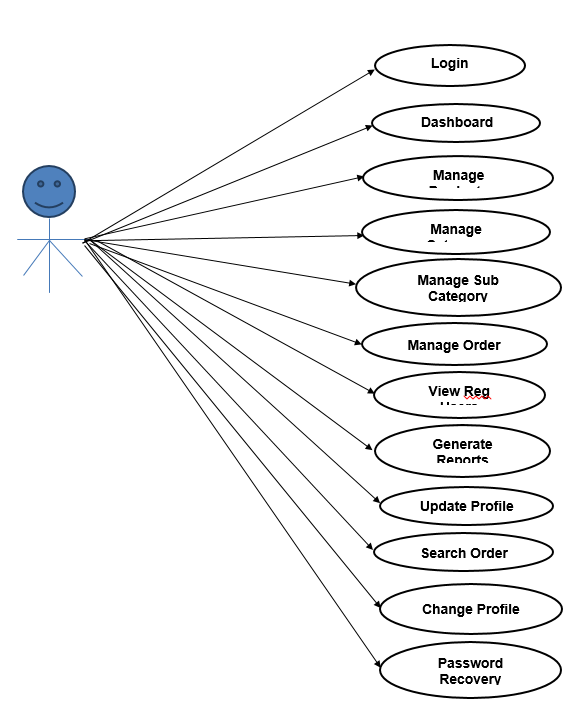 Login
Dashboard
Manage
Manage
Manage Sub
Category
Manage Order
View Reg
Users
Generate
Reports
Update Profile
Search Order
Change Profile
Password
Recovery